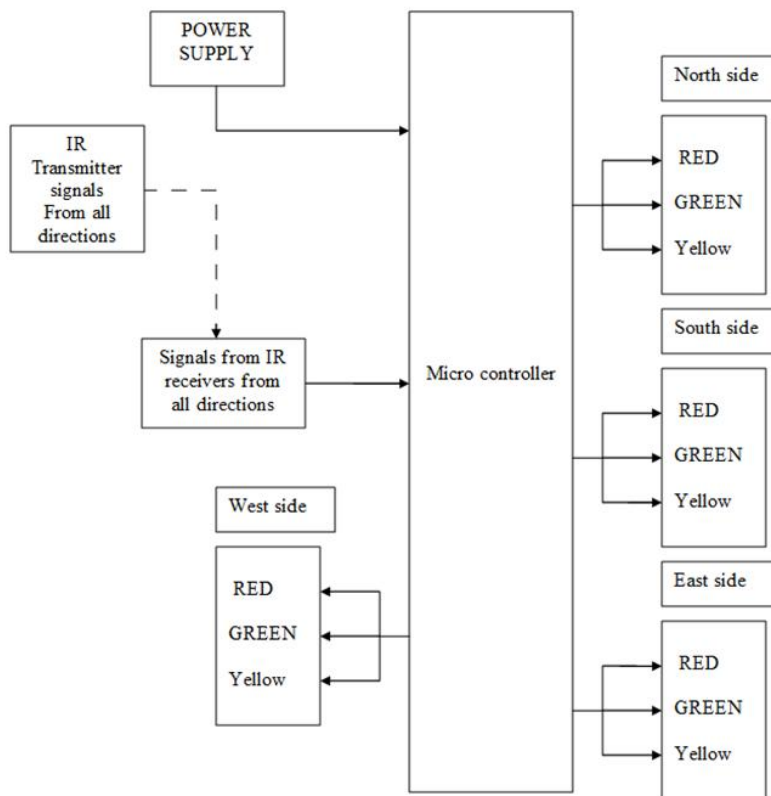 POWER
SUPPLY
IR
Transmitter
signals
From all
directions
Signals from IR
receivers from
all directions
Micro controller
North side
RED
GREEN
Yellow
South side
RED
GREEN
Yellow
West side
RED
GREEN
Yellow
East side
RED
GREEN
Yellow